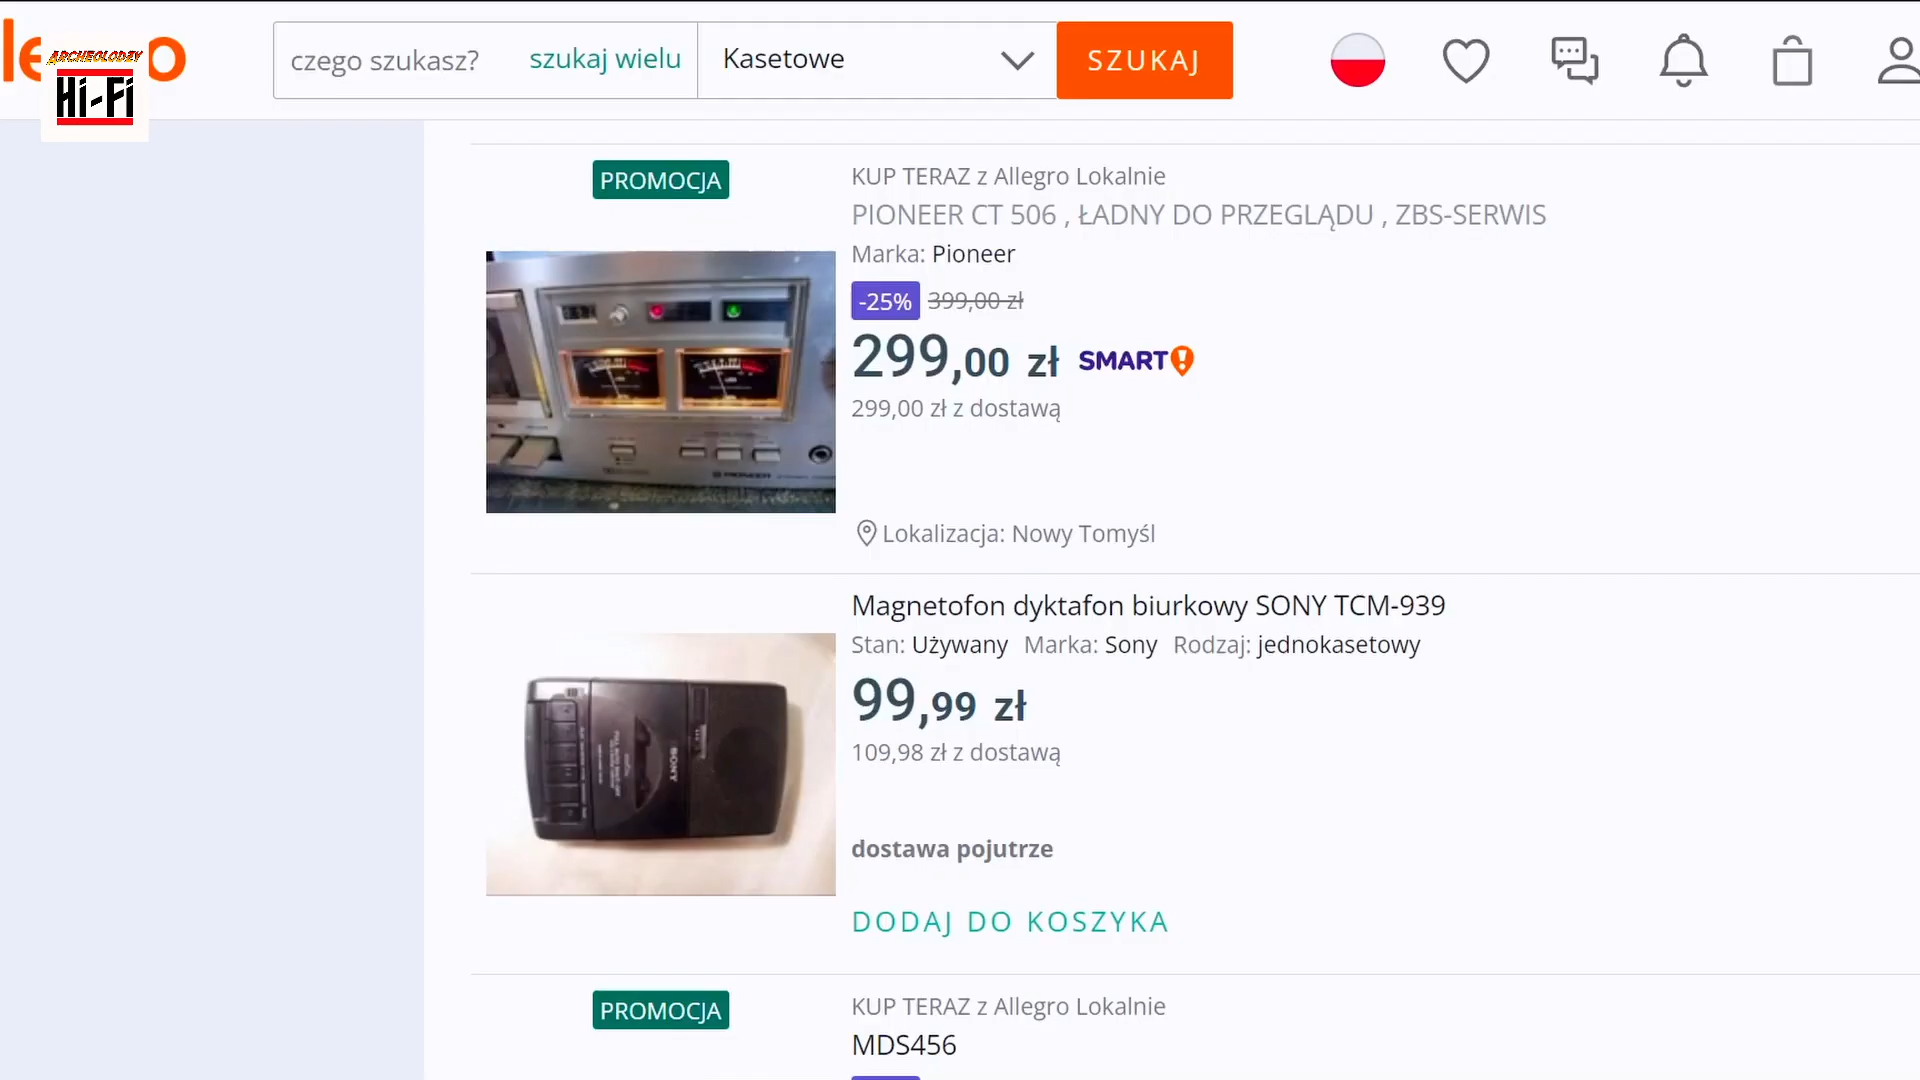 le o
ARCHEOLODZY
Hi-Fi
czego szukasz? szukaj wielu Kasetowe SZUKAJ
PROMOCJA
KUP TERAZ z Allegro Lokalnie
PIONEER CT 506 , ŁADNY DO PRZEGLĄDU , ZBS-SERWIS
Marka: Pioneer
-25% 399,00 zł
299,00 zł SMART!
299,00 zł z dostawą
PIONEER
Lokalizacja: Nowy Tomyśl
Magnetofon dyktafon biurkowy SONY TCM-939
Stan: Używany Marka: Sony Rodzaj: jednokasetowy
99,99 zł
109,98 zł z dostawą
SONY
dostawa pojutrze
DODAJ DO KOSZYKA
PROMOCJA
KUP TERAZ z Allegro Lokalnie
MDS456